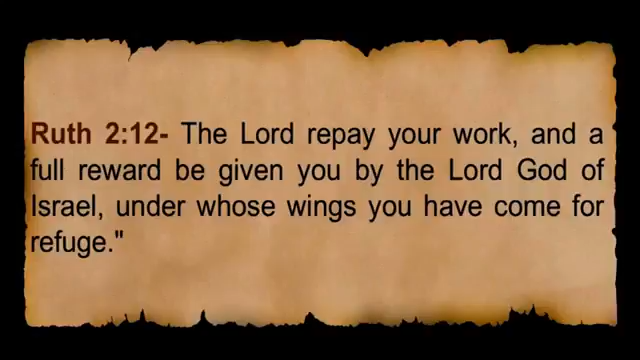 Ruth 2:12- The Lord repay your work, and a
full reward be given you by the Lord God of
Israel, under whose wings you have come for
refuge."